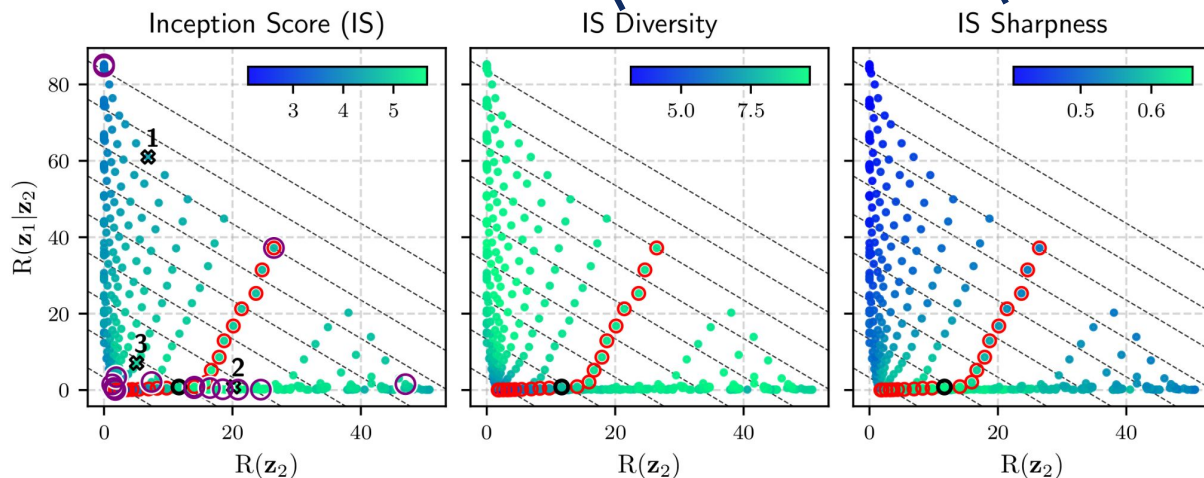 Inception Score (IS)
IS Diversity
IS Sharpness
3 4 5
5.0 7.5
0.5 0.6
80
60
40
20
0
1
3
2
R(z₁|z₂)
0 20 40
0 20 40
0 20 40
R(z₂)
R(z₂)
R(z₂)